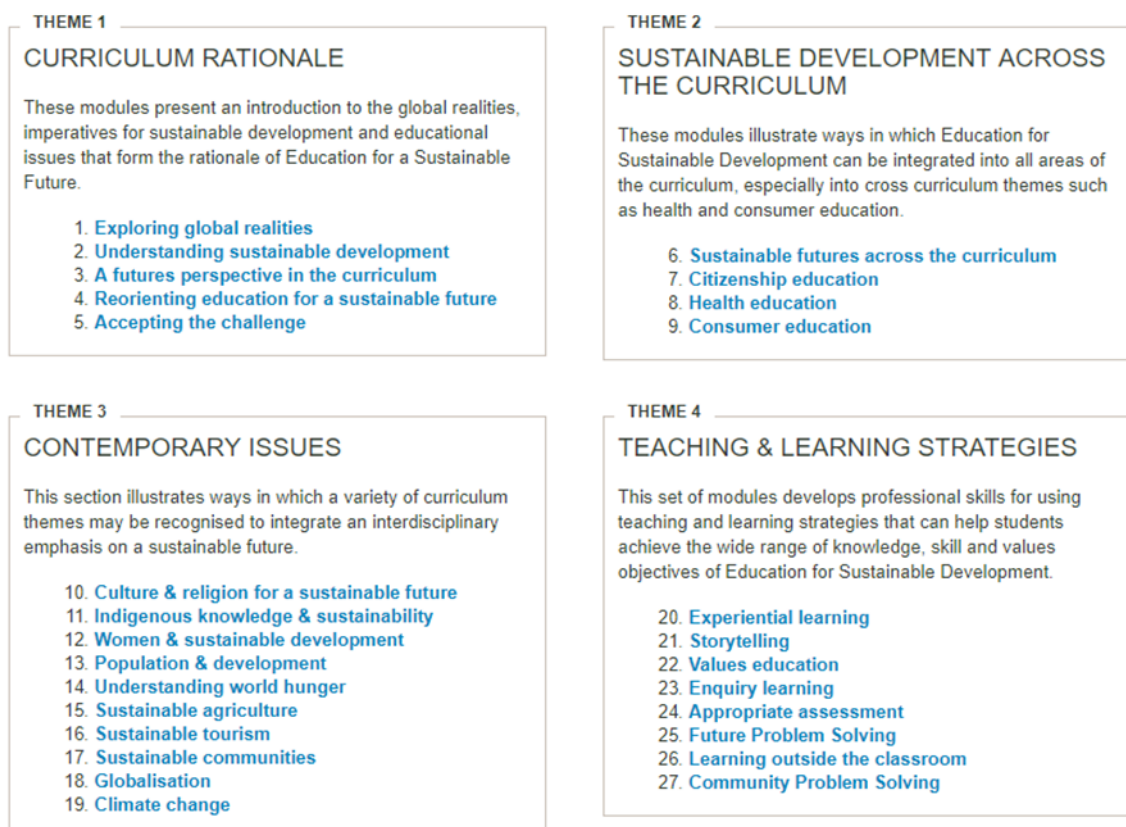 THEME 1
CURRICULUM RATIONALE
These modules present an introduction to the global realities,
imperatives for sustainable development and educational
issues that form the rationale of Education for a Sustainable
Future.
1. Exploring global realities
2. Understanding sustainable development
3. A futures perspective in the curriculum
4. Reorienting education for a sustainable future
5. Accepting the challenge
THEME 2
SUSTAINABLE DEVELOPMENT ACROSS
THE CURRICULUM
These modules illustrate ways in which Education for
Sustainable Development can be integrated into all areas of
the curriculum, especially into cross curriculum themes such
as health and consumer education.
6. Sustainable futures across the curriculum
7. Citizenship education
8. Health education
9. Consumer education
THEME 3
CONTEMPORARY ISSUES
This section illustrates ways in which a variety of curriculum
themes may be recognised to integrate an interdisciplinary
emphasis on a sustainable future.
10. Culture & religion for a sustainable future
11. Indigenous knowledge & sustainability
12. Women & sustainable development
13. Population & development
14. Understanding world hunger
15. Sustainable agriculture
16. Sustainable tourism
17. Sustainable communities
18. Globalisation
19. Climate change
THEME 4
TEACHING & LEARNING STRATEGIES
This set of modules develops professional skills for using
teaching and learning strategies that can help students
achieve the wide range of knowledge, skill and values
objectives of Education for Sustainable Development.
20. Experiential learning
21. Storytelling
22. Values education
23. Enquiry learning
24. Appropriate assessment
25. Future Problem Solving
26. Learning outside the classroom
27. Community Problem Solving